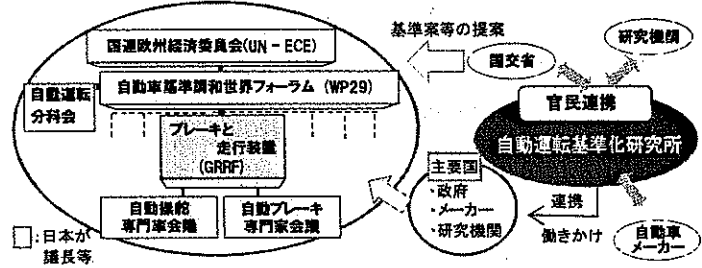 国連欧州経済委員会(UN-ECE)
自動車基準調和世界フォーラム (WP29)
自動運転
分科会
ブレーキと
走行装置
(GRRF)
自動操舵
専門家会議
自動ブレーキ
専門家会議
:日本が
議長等
基準案等の提案
国交省
研究機関
官民連携
自動運転基準化研究所
主要国
・政府
・メーカー
・研究機関
連携
働きかけ
自動車
メーカー